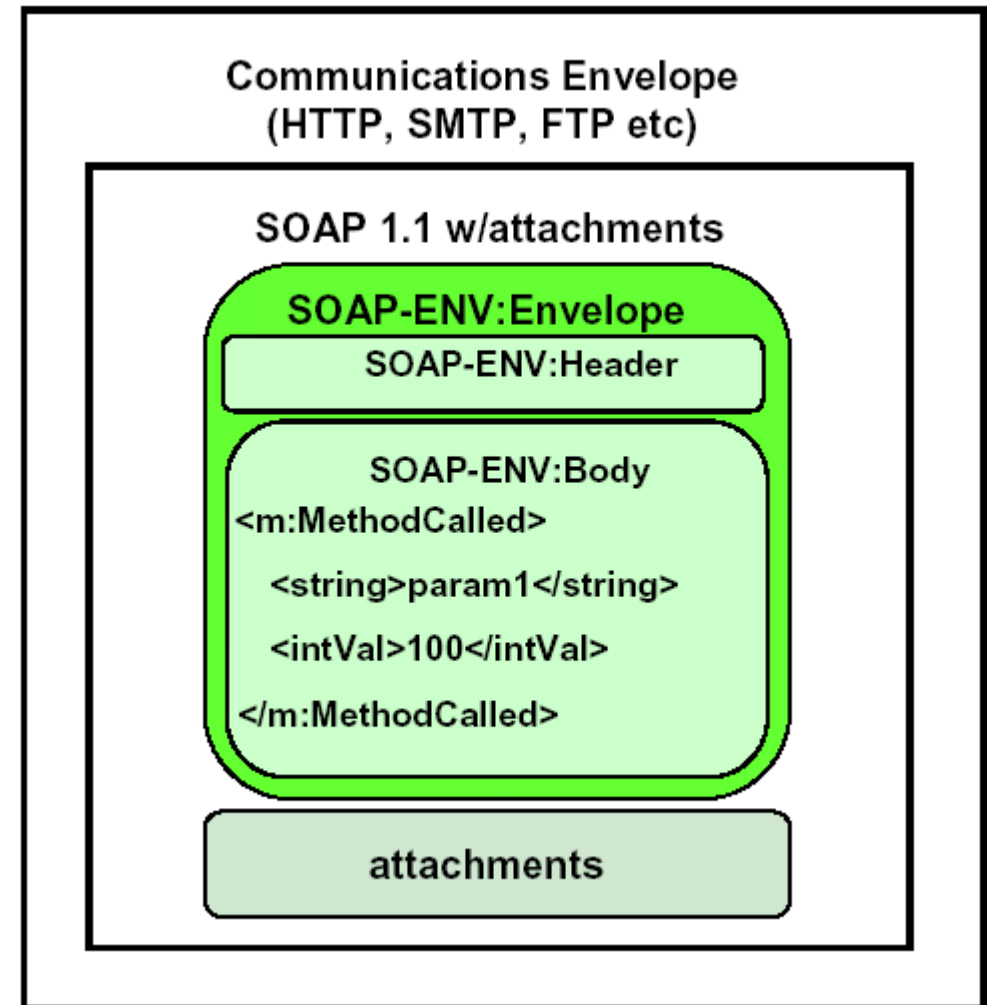 Communications Envelope
(HTTP, SMTP, FTP etc)
SOAP 1.1 w/attachments
SOAP-ENV:Envelope
SOAP-ENV:Header
SOAP-ENV:Body
<m:MethodCalled>
<string>param1</string>
<intVal>100</intVal>
</m:MethodCalled>
attachments